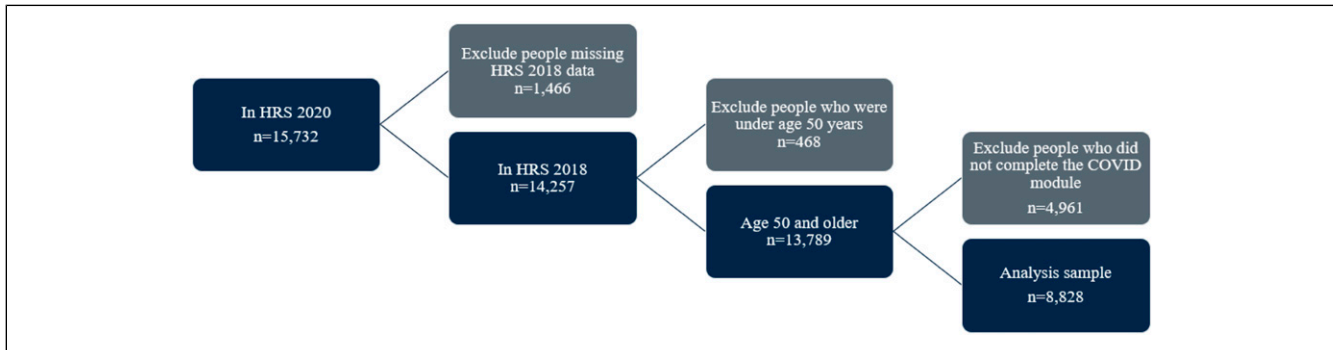 In HRS 2020
n=15,732
Exclude people missing
HRS 2018 data
n=1,466
In HRS 2018
n=14,257
Exclude people who were
under age 50 years
n=468
Age 50 and older
n=13,789
Exclude people who did
not complete the COVID
module
n=4,961
Analysis sample
n=8,828